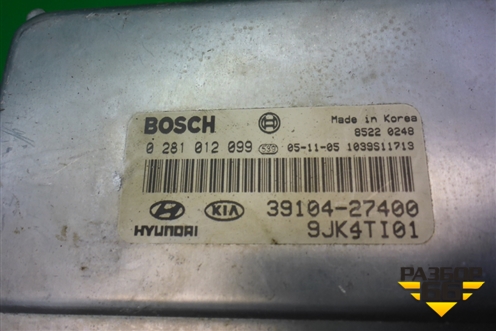 BOSCH
Made in Korea
8522 0248
0 281 012 099 05-11-05 1039S11713
HYUNDAI KIA 39104-27400
9JK4TI01
РАЗБОР